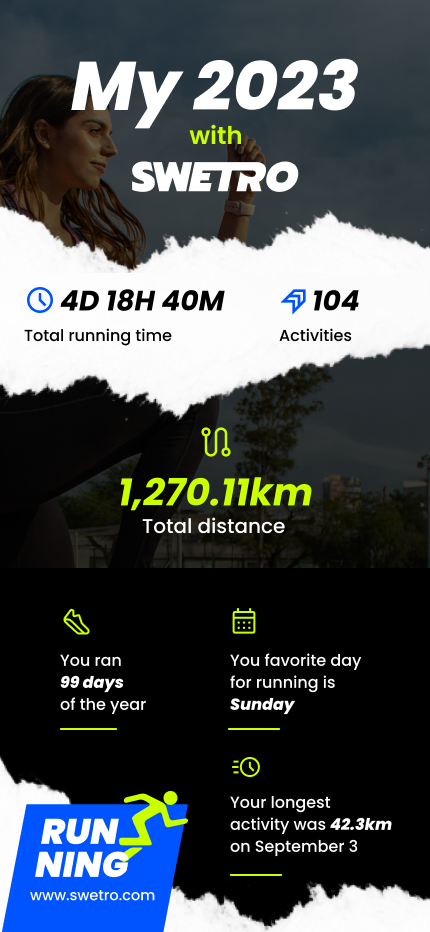 My 2023
with
SWETRO
4D 18H 40M
Total running time
104
Activities
1,270.11km
Total distance
You ran
99 days
of the year
You favorite day
for running is
Sunday
Your longest
activity was 42.3km
on September 3
RUN
NING
www.swetro.com